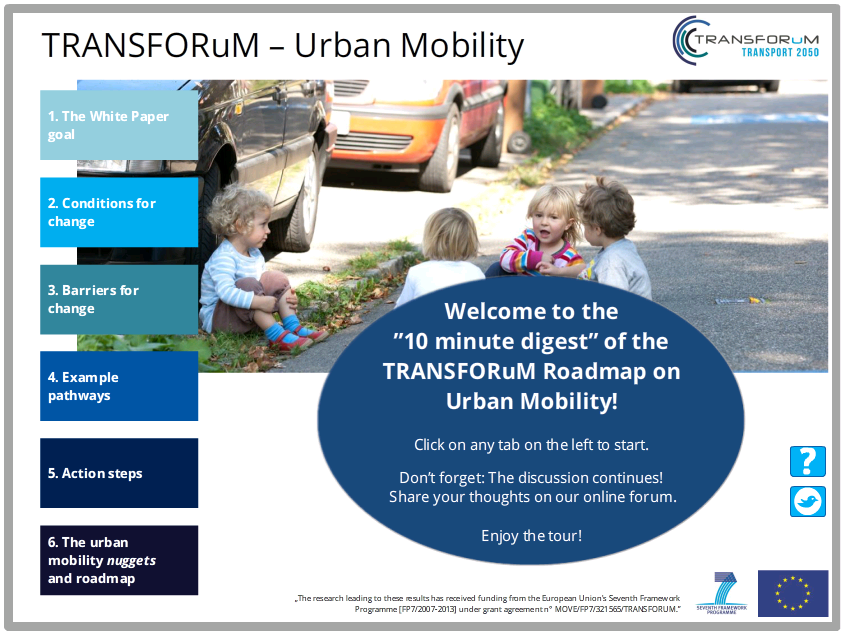 TRANSFORuM – Urban Mobility
TRANSFORuM
TRANSPORT 2050
1. The White Paper
goal
2. Conditions for
change
3. Barriers for
change
4. Example
pathways
5. Action steps
6. The urban
mobility nuggets
and roadmap
Welcome to the
”10 minute digest” of the
TRANSFORuM Roadmap on
Urban Mobility!
Click on any tab on the left to start.
Don’t forget: The discussion continues!
Share your thoughts on our online forum.
Enjoy the tour!
?
„The research leading to these results has received funding from the European Union’s Seventh Framework
Programme [FP7/2007-2013] under grant agreement n° MOVE/FP7/321565/TRANSFORUM.”
7
SEVENTH FRAMEWORK
PROGRAMME